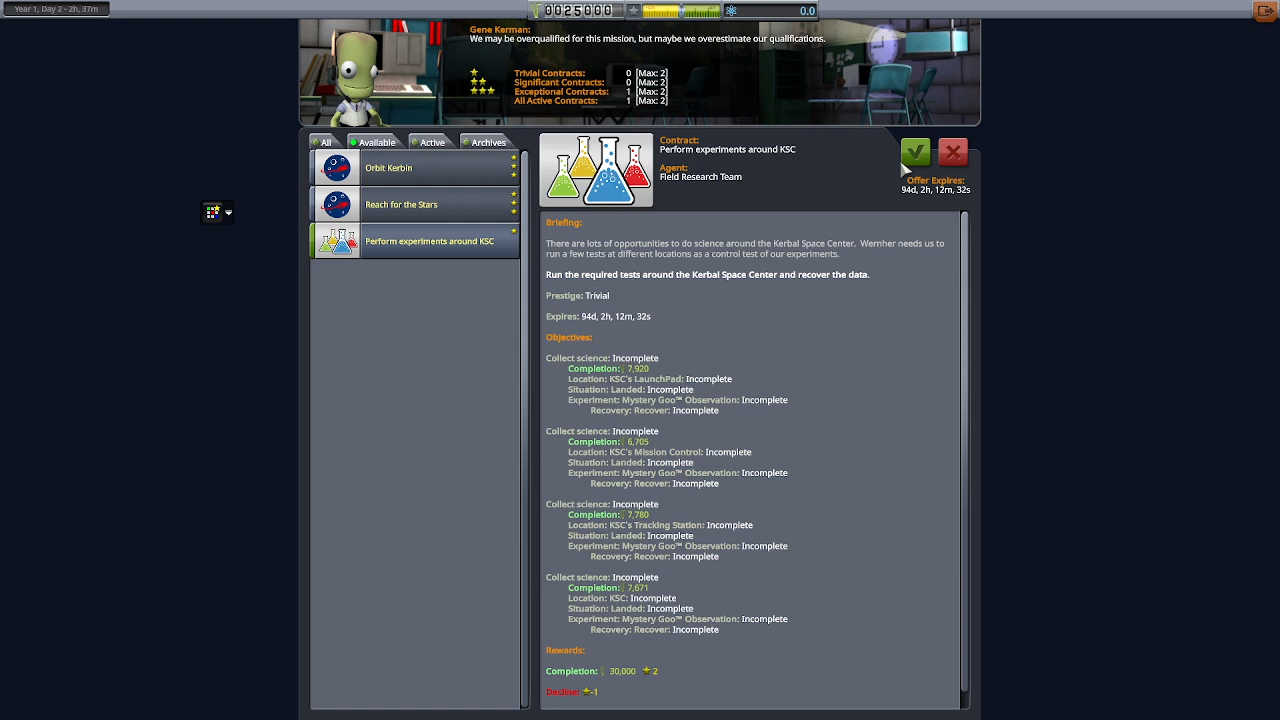 Year 1, Day 2 - 2h, 37m
0025000
0.0
Gene Kerman:
We may be overqualified for this mission, but maybe we overestimate our qualifications.
Trivial Contracts: 0 [Max: 2]
Significant Contracts: 0 [Max: 2]
Exceptional Contracts: 1 [Max: 2]
All Active Contracts: 1 [Max: 2]
All Available Active Archives
Orbit Kerbin
Reach for the Stars
Perform experiments around KSC
Contract:
Perform experiments around KSC
Agent:
Field Research Team
Offer Expires:
94d, 2h, 12m, 32s
Briefing:
There are lots of opportunities to do science around the Kerbal Space Center. Wernher needs us to
run a few tests at different locations as a control test of our experiments.
Run the required tests around the Kerbal Space Center and recover the data.
Prestige: Trivial
Expires: 94d, 2h, 12m, 32s
Objectives:
Collect science: Incomplete
Completion: 7,920
Location: KSC's LaunchPad: Incomplete
Situation: Landed: Incomplete
Experiment: Mystery Goo™ Observation: Incomplete
Recovery: Recover: Incomplete
Collect science: Incomplete
Completion: 6,705
Location: KSC's Mission Control: Incomplete
Situation: Landed: Incomplete
Experiment: Mystery Goo™ Observation: Incomplete
Recovery: Recover: Incomplete
Collect science: Incomplete
Completion: 7,780
Location: KSC's Tracking Station: Incomplete
Situation: Landed: Incomplete
Experiment: Mystery Goo™ Observation: Incomplete
Recovery: Recover: Incomplete
Collect science: Incomplete
Completion: 7,671
Location: KSC: Incomplete
Situation: Landed: Incomplete
Experiment: Mystery Goo™ Observation: Incomplete
Recovery: Recover: Incomplete
Rewards:
Completion: 30,000 2
Decline: -1